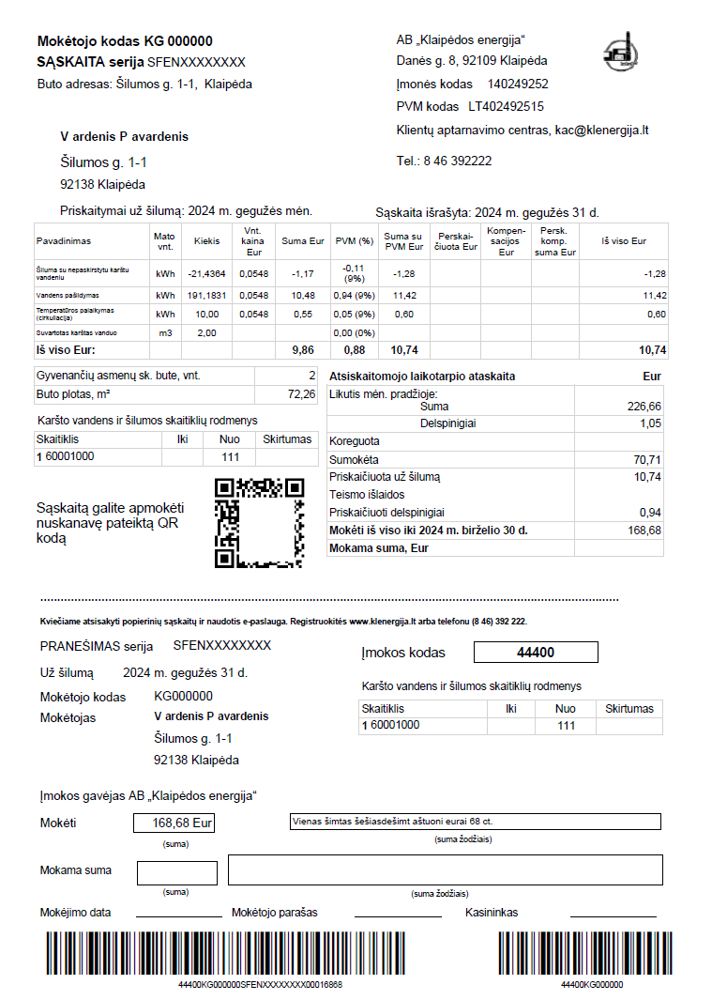 Mokėtojo kodas KG 000000
SĄSKAITA serija SFENXXXXXXXX
Buto adresas: Šilumos g. 1-1, Klaipėda
AB „Klaipėdos energija“
Danės g. 8, 92109 Klaipėda
Įmonės kodas 140249252
PVM kodas LT402492515
Klientų aptarnavimo centras, kac@klenergija.lt
Tel.: 8 46 392222
V ardenis P avardenis
Šilumos g. 1-1
92138 Klaipėda
Priskaitymai už šilumą: 2024 m. gegužės mėn.
Sąskaita išrašyta: 2024 m. gegužės 31 d.
Pavadinimas Mato vnt. Kiekis Vnt. kaina Eur Suma Eur PVM (%) Suma su PVM Eur Perskai-čiuota Eur Kompen-sacijos Eur Persk. komp. suma Eur Iš viso Eur
Šiluma su nepaskirstytu karštu vandeniu kWh -21,4364 0,0548 -1,17 -0,11 (9%) -1,28 -1,28
Vandens pašildymas kWh 191,1831 0,0548 10,48 0,94 (9%) 11,42 11,42
Temperatūros palaikymas (cirkuliacija) kWh 10,00 0,0548 0,55 0,05 (9%) 0,60 0,60
Suvartotas karštas vanduo m3 2,00 0,00 (0%)
Iš viso Eur: 9,86 0,88 10,74 10,74
Gyvenančių asmenų sk. bute, vnt. 2
Buto plotas, m² 72,26
Karšto vandens ir šilumos skaitiklių rodmenys
Skaitiklis Iki Nuo Skirtumas
1 60001000 111
Sąskaitą galite apmokėti
nuskanavę pateiktą QR
kodą
Atsiskaitomojo laikotarpio ataskaita Eur
Likutis mėn. pradžioje:
Suma 226,66
Delspinigiai 1,05
Koreguota
Sumokėta 70,71
Priskaičiuota už šilumą 10,74
Teismo išlaidos
Priskaičiuoti delspinigiai 0,94
Mokėti iš viso iki 2024 m. birželio 30 d. 168,68
Mokama suma, Eur
Kviečiame atsisakyti popierinių sąskaitų ir naudotis e-paslauga. Registruokitės www.klenergija.lt arba telefonu (8 46) 392 222.
PRANEŠIMAS serija SFENXXXXXXXX
Už šilumą 2024 m. gegužės 31 d.
Mokėtojo kodas KG000000
Mokėtojas V ardenis P avardenis
Šilumos g. 1-1
92138 Klaipėda
Įmokos kodas 44400
Karšto vandens ir šilumos skaitiklių rodmenys
Skaitiklis Iki Nuo Skirtumas
1 60001000 111
Įmokos gavėjas AB „Klaipėdos energija“
Mokėti 168,68 Eur Vienas šimtas šešiasdešimt aštuoni eurai 68 ct.
(suma) (suma žodžiais)
Mokama suma
(suma) (suma žodžiais)
Mokėjimo data Mokėtojo parašas Kasininkas
44400KG000000SFENXXXXXXXX00016868 44400KG000000